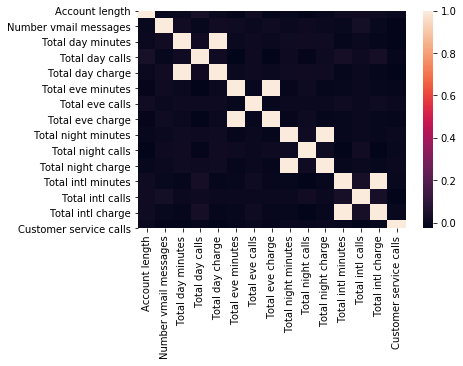 Account length
Number vmail messages
Total day minutes
Total day calls
Total day charge
Total eve minutes
Total eve calls
Total eve charge
Total night minutes
Total night calls
Total night charge
Total intl minutes
Total intl calls
Total intl charge
Customer service calls
Account length
Number vmail messages
Total day minutes
Total day calls
Total day charge
Total eve minutes
Total eve calls
Total eve charge
Total night minutes
Total night calls
Total night charge
Total intl minutes
Total intl calls
Total intl charge
Customer service calls
1.0
0.8
0.6
0.4
0.2
0.0